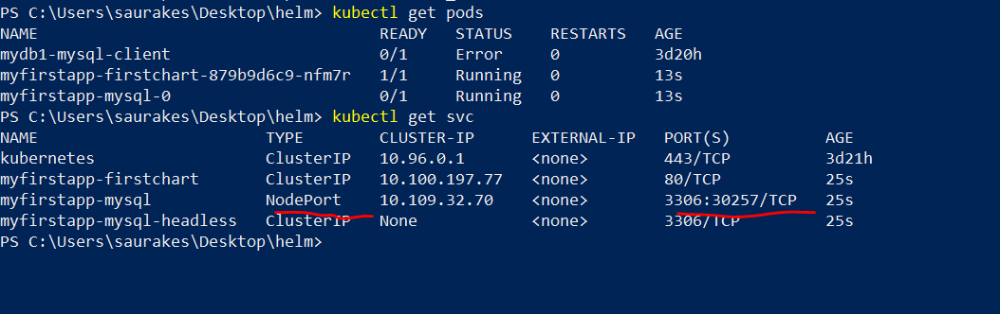 PS C:\Users\saurakes\Desktop\helm> kubectl get pods
NAME READY STATUS RESTARTS AGE
mydb1-mysql-client 0/1 Error 0 3d20h
myfirstapp-firstchart-879b9d6c9-nfm7r 1/1 Running 0 13s
myfirstapp-mysql-0 0/1 Running 0 13s
PS C:\Users\saurakes\Desktop\helm> kubectl get svc
NAME TYPE CLUSTER-IP EXTERNAL-IP PORT(S) AGE
kubernetes ClusterIP 10.96.0.1 <none> 443/TCP 3d21h
myfirstapp-firstchart ClusterIP 10.100.197.77 <none> 80/TCP 25s
myfirstapp-mysql NodePort 10.109.32.70 <none> 3306:30257/TCP 25s
myfirstapp-mysql-headless ClusterIP None <none> 3306/TCP 25s
PS C:\Users\saurakes\Desktop\helm>